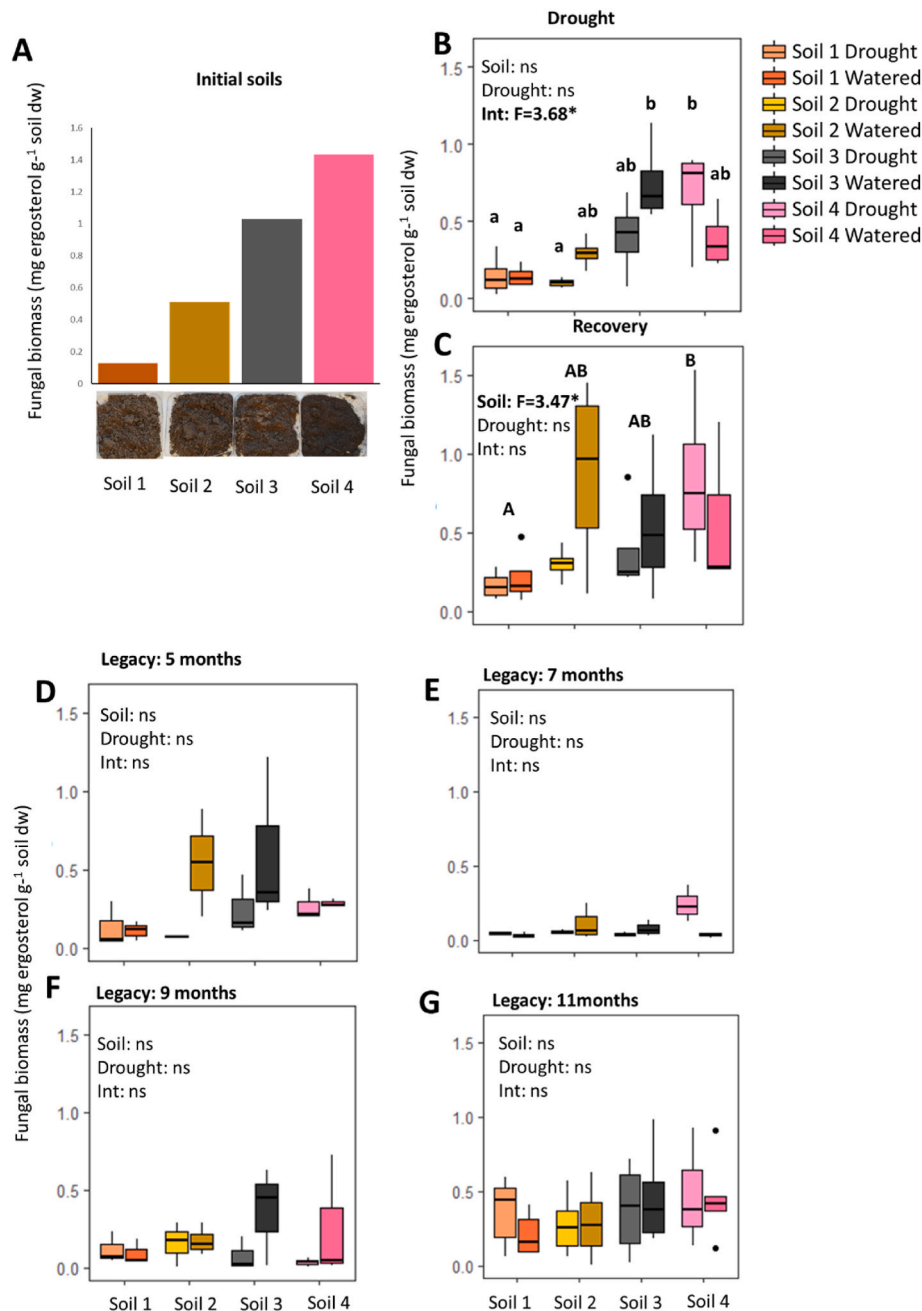 A
Initial soils
Fungal biomass (mg ergosterol g-1 soil dw)
1.6
1.4
1.2
1
0.8
0.6
0.4
0.2
0
Soil 1
Soil 2
Soil 3
Soil 4
Drought
B
Soil: ns
Drought: ns
Int: F=3.68*
Fungal biomass (mg ergosterol g-1 soil dw)
1.5
1.0
0.5
0.0
a
a
a
ab
ab
b
b
ab
Soil 1 Drought
Soil 1 Watered
Soil 2 Drought
Soil 2 Watered
Soil 3 Drought
Soil 3 Watered
Soil 4 Drought
Soil 4 Watered
Recovery
C
Soil: F=3.47*
Drought: ns
Int: ns
1.5
1.0
0.5
0.0
A
AB
AB
B
Legacy: 5 months
D
Soil: ns
Drought: ns
Int: ns
Fungal biomass (mg ergosterol g-1 soil dw)
1.5
1.0
0.5
0.0
Legacy: 7 months
E
Soil: ns
Drought: ns
Int: ns
1.5
1.0
0.5
0.0
Legacy: 9 months
F
Soil: ns
Drought: ns
Int: ns
1.5
1.0
0.5
0.0
Soil 1
Soil 2
Soil 3
Soil 4
Legacy: 11months
G
Soil: ns
Drought: ns
Int: ns
1.5
1.0
0.5
0.0
Soil 1
Soil 2
Soil 3
Soil 4